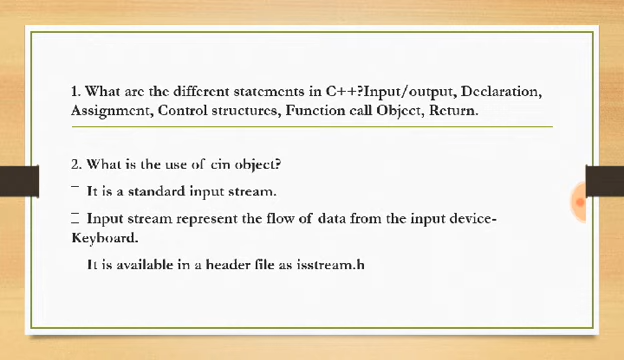 1. What are the different statements in C++?Input/output, Declaration,
Assignment, Control structures, Function call Object, Return.
2. What is the use of cin object?
It is a standard input stream.
Input stream represent the flow of data from the input device-
Keyboard.
It is available in a header file as isstream.h